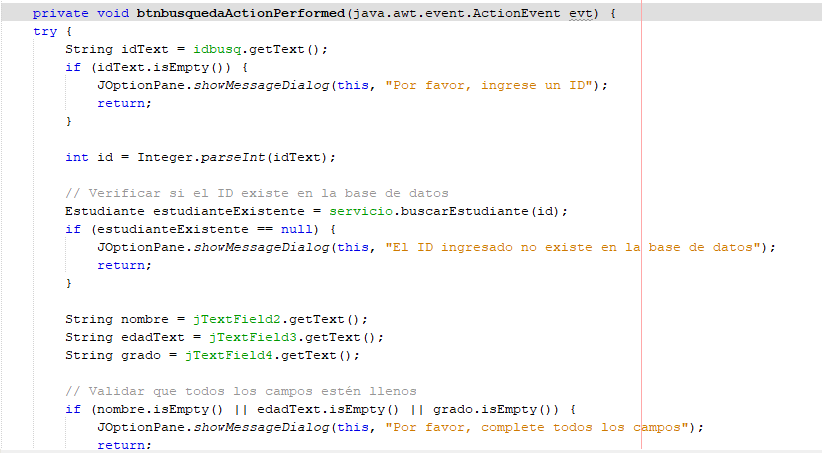 private void btnbusquedaActionPerformed(java.awt.event.ActionEvent evt) {
try {
String idText = idbusq.getText();
if (idText.isEmpty()) {
JOptionPane.showMessageDialog(this, "Por favor, ingrese un ID");
return;
}
int id = Integer.parseInt(idText);
// Verificar si el ID existe en la base de datos
Estudiante estudianteExistente = servicio.buscarEstudiante(id);
if (estudianteExistente == null) {
JOptionPane.showMessageDialog(this, "El ID ingresado no existe en la base de datos");
return;
}
String nombre = jTextField2.getText();
String edadText = jTextField3.getText();
String grado = jTextField4.getText();
// Validar que todos los campos estén llenos
if (nombre.isEmpty() || edadText.isEmpty() || grado.isEmpty()) {
JOptionPane.showMessageDialog(this, "Por favor, complete todos los campos");
return;